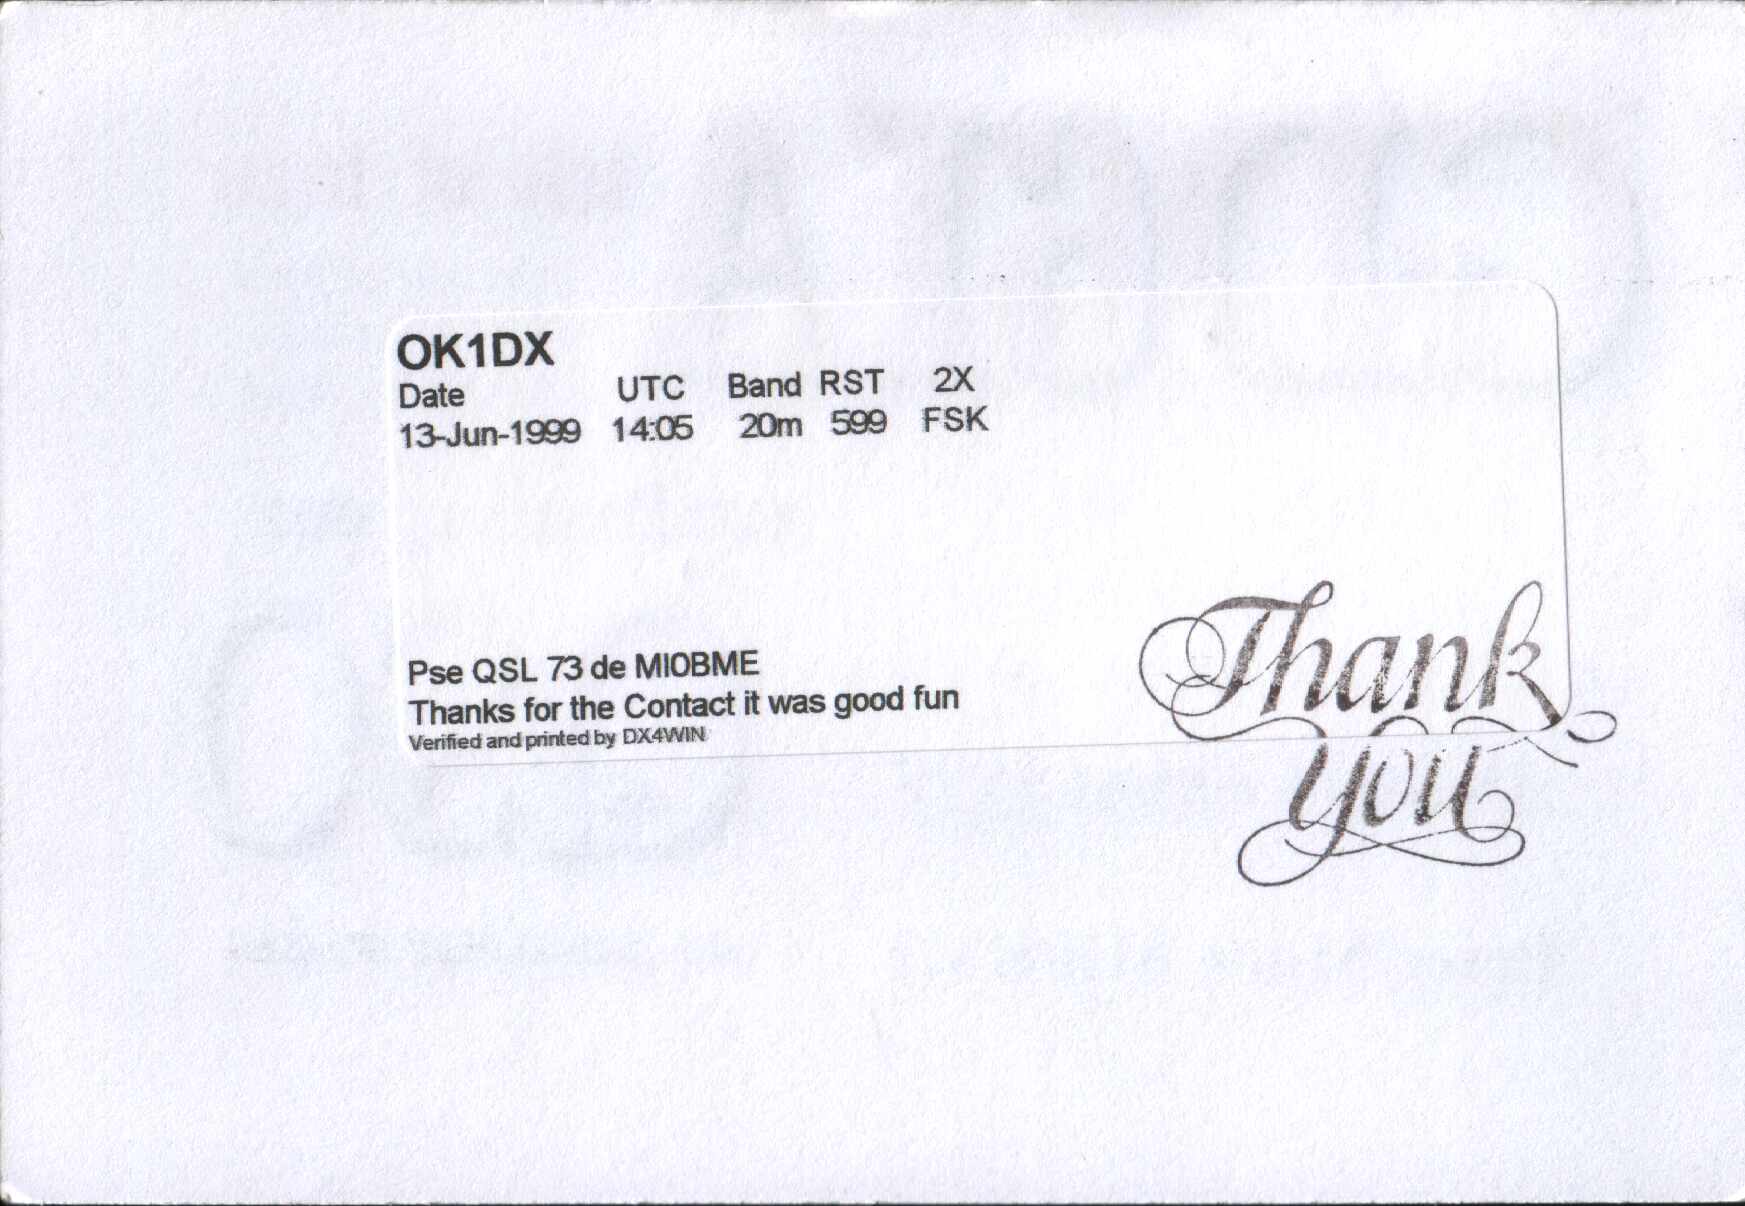 OK1DX
Date UTC Band RST 2X
13-Jun-1999 14:05 20m 599 FSK
Pse QSL 73 de MI0BME
Thanks for the Contact it was good fun
Verified and printed by DX4WIN
Thank
You